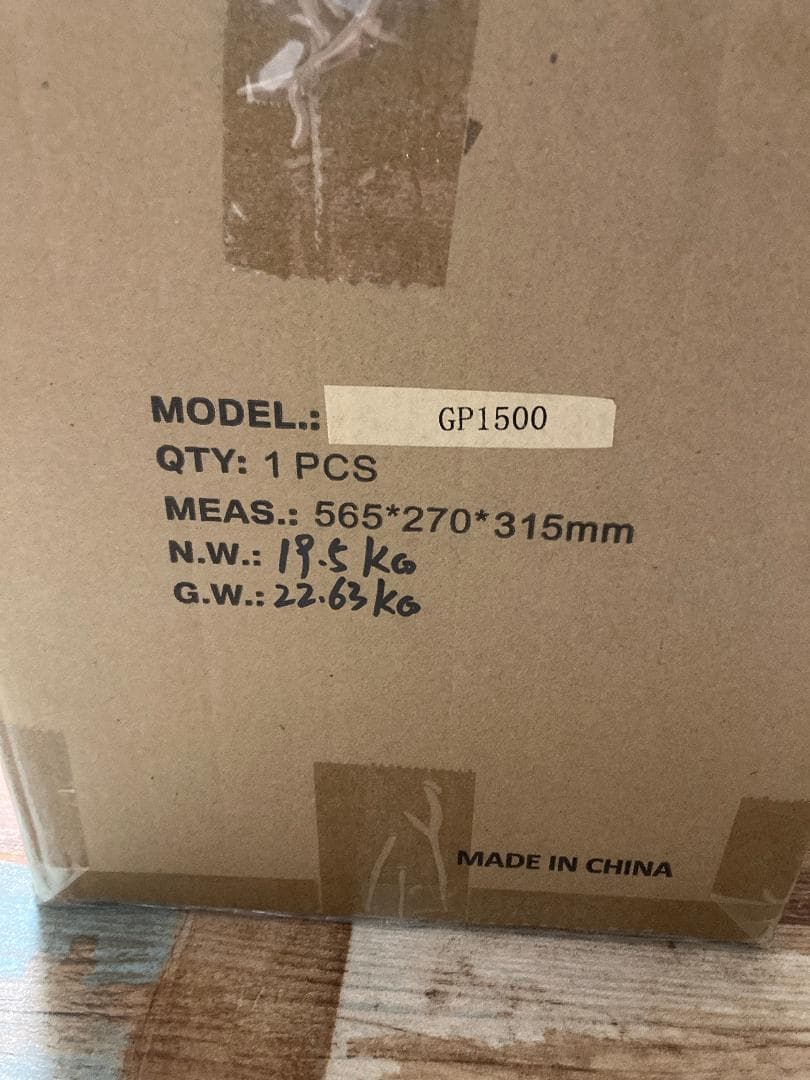 MODEL.: GP1500
QTY: 1 PCS
MEAS.: 565*270*315mm
N.W.: 19.5 KG
G.W.: 22.63 KG
MADE IN CHINA